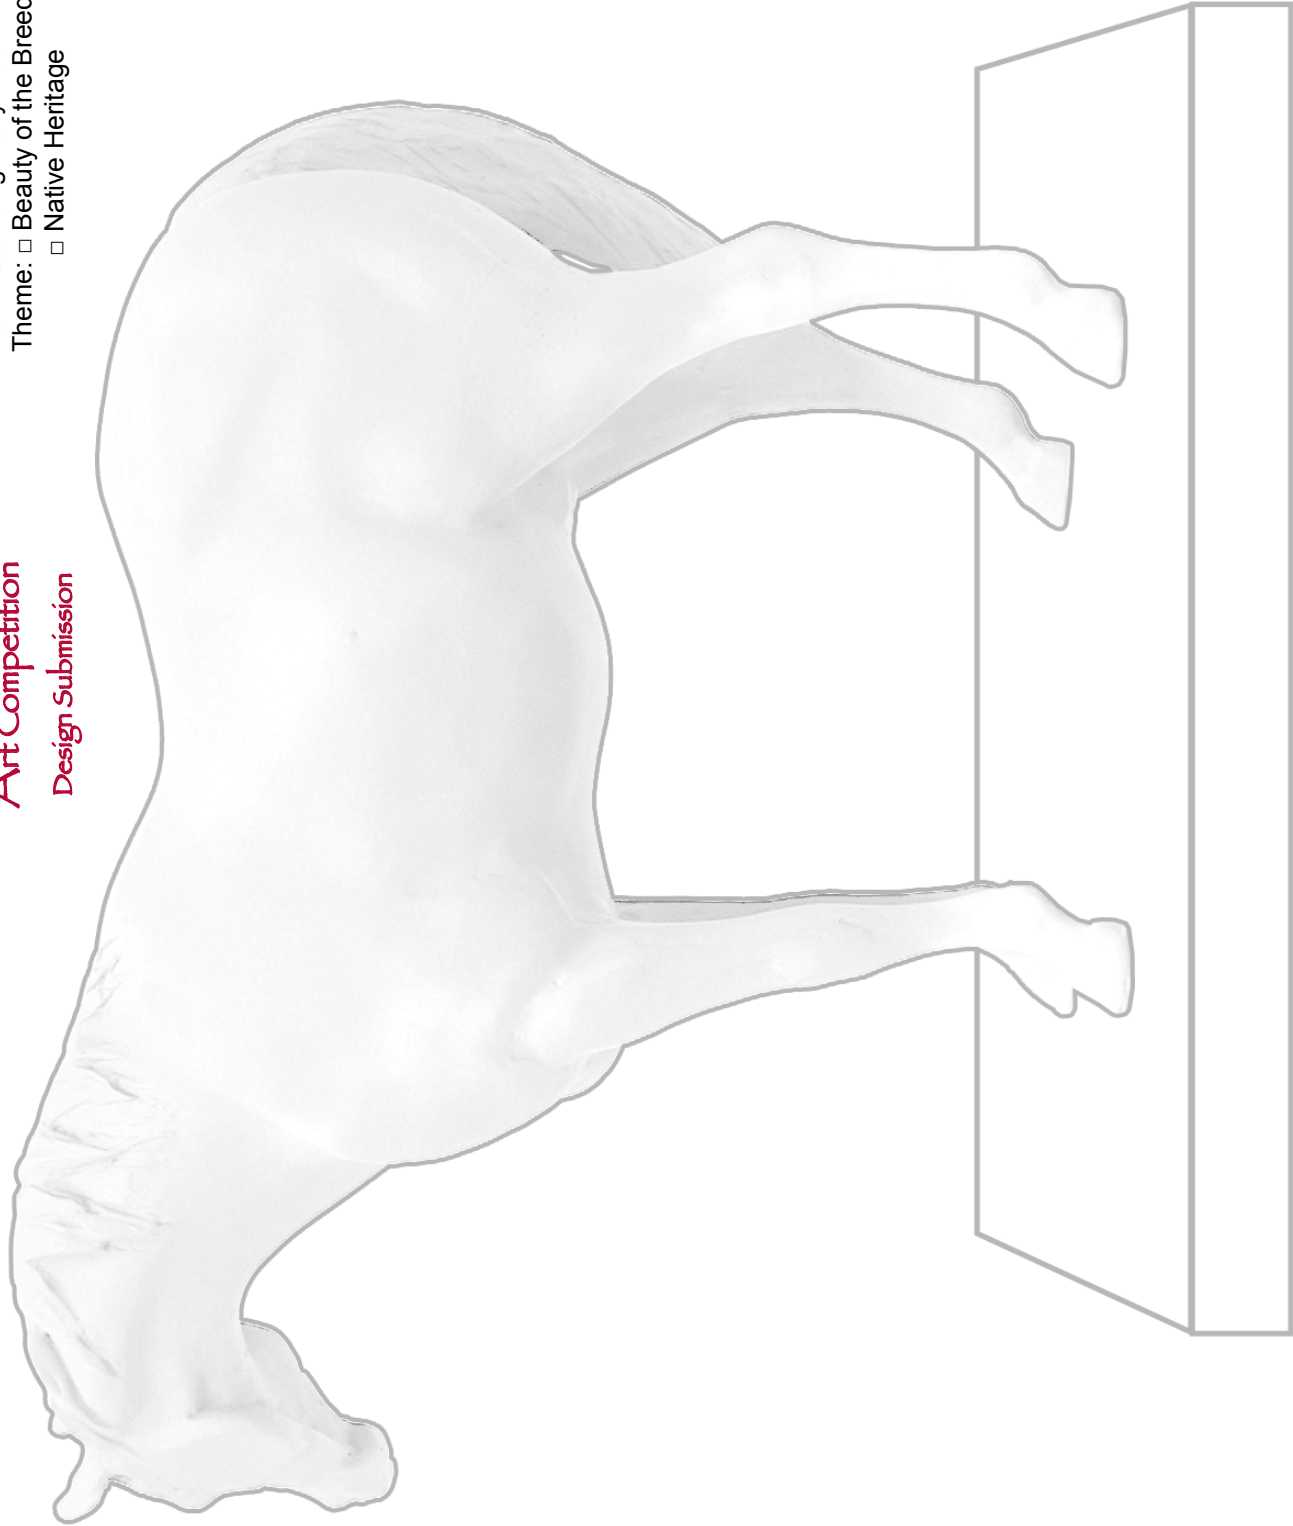 Art Competition
Design Submission
Theme: □ Beauty of the Breed
□ Native Heritage